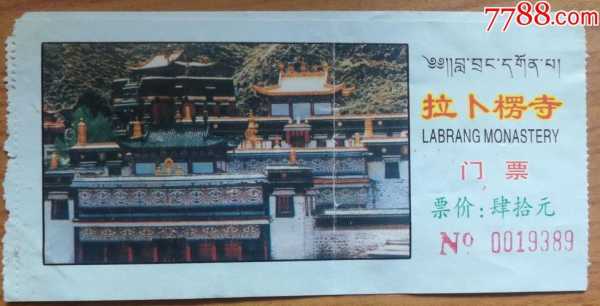 7788.com
༄༅།།བླ་བྲང་དགོན་པ།
拉卜楞寺
LABRANG MONASTERY
门票
票价:肆拾元
Nº 0019389